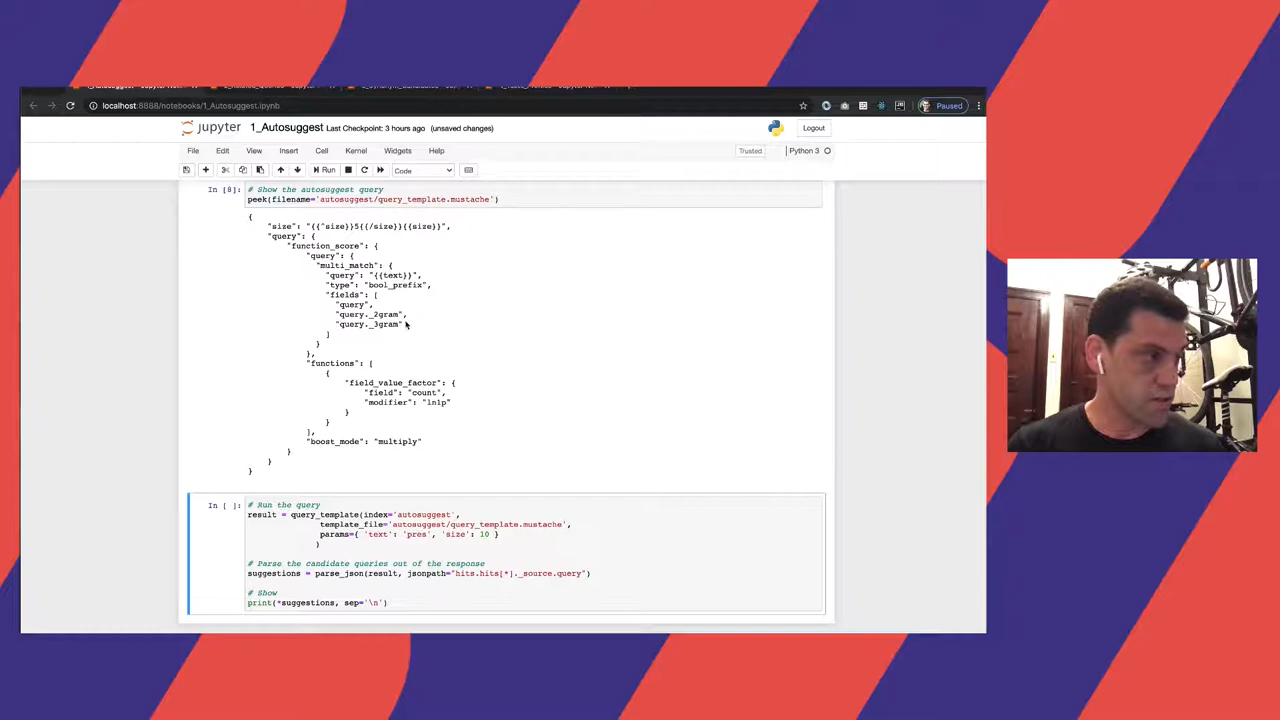 localhost:8888/notebooks/1_Autosuggest.ipynb
Paused
jupyter 1_Autosuggest Last Checkpoint: 3 hours ago (unsaved changes)
Logout
File Edit View Insert Cell Kernel Widgets Help
Trusted Python 3
Run Code
In [8]: # Show the autosuggest query
peek(filename='autosuggest/query_template.mustache')
{
"size": "{{^size}}5{{/size}}{{size}}",
"query": {
"function_score": {
"query": {
"multi_match": {
"query": "{{text}}",
"type": "bool_prefix",
"fields": [
"query",
"query._2gram",
"query._3gram"
]
}
},
"functions": [
{
"field_value_factor": {
"field": "count",
"modifier": "ln1p"
}
}
],
"boost_mode": "multiply"
}
}
}
In [ ]: # Run the query
result = query_template(index='autosuggest',
template_file='autosuggest/query_template.mustache',
params={ 'text': 'pres', 'size': 10 }
)
# Parse the candidate queries out of the response
suggestions = parse_json(result, jsonpath="hits.hits[*]._source.query")
# Show
print(*suggestions, sep='\n')